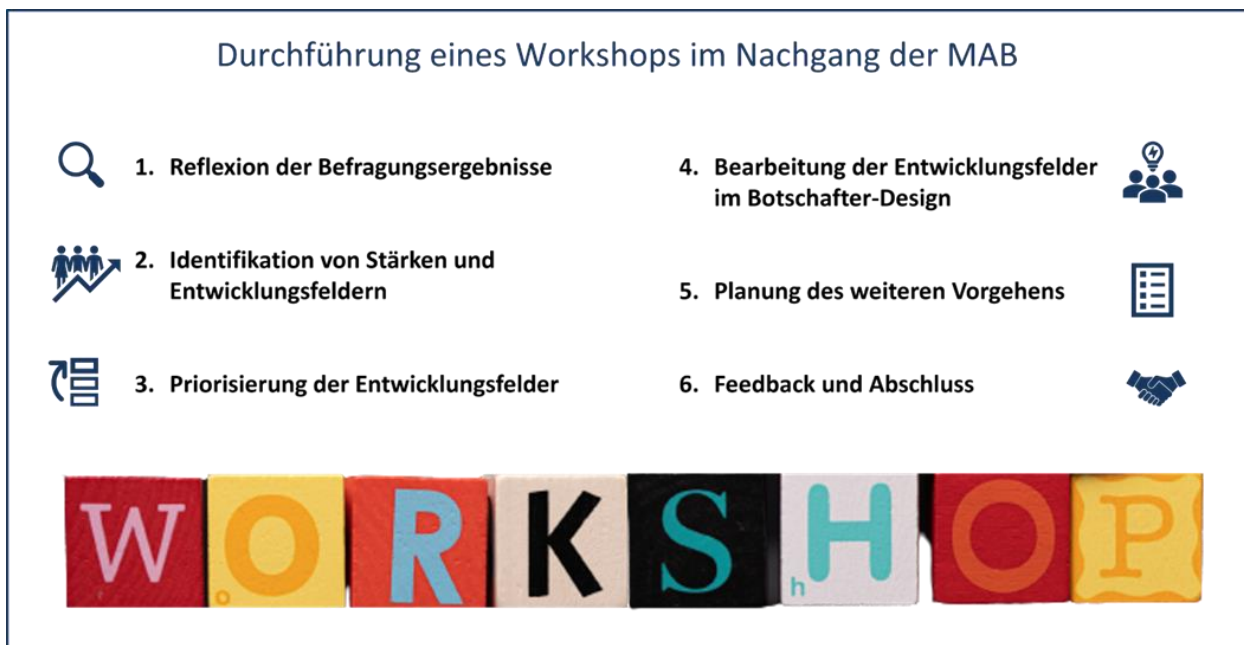 Durchführung eines Workshops im Nachgang der MAB
1. Reflexion der Befragungsergebnisse
2. Identifikation von Stärken und
Entwicklungsfeldern
3. Priorisierung der Entwicklungsfelder
4. Bearbeitung der Entwicklungsfelder
im Botschafter-Design
5. Planung des weiteren Vorgehens
6. Feedback und Abschluss
WORKSHOP
o
h